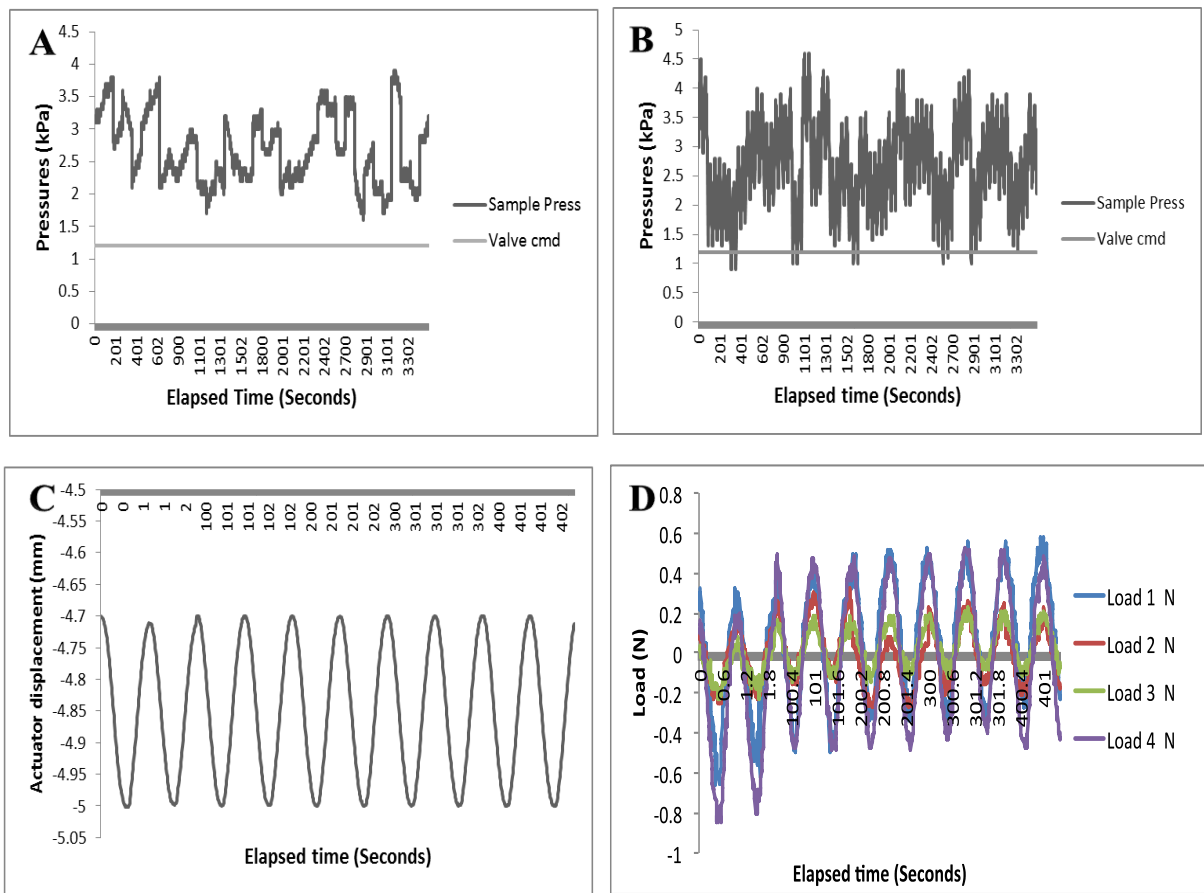 A
Pressures (kPa)
4.5
4
3.5
3
2.5
2
1.5
1
0.5
0
0 201 401 602 900 1101 1301 1500 1800 2001 2202 2402 2700 2901 3101 3302
Elapsed Time (Seconds)
Sample Press
Valve cmd
B
Pressures (kPa)
5
4.5
4
3.5
3
2.5
2
1.5
1
0.5
0
0 201 401 602 900 1101 1301 1502 1800 2001 2202 2402 2700 2901 3101 3302
Elapsed time (Seconds)
Sample Press
Valve cmd
C
Actuator displacement (mm)
-4.5
-4.55
-4.6
-4.65
-4.7
-4.75
-4.8
-4.85
-4.9
-4.95
-5
-5.05
0 0 1 1 2 100 101 101 102 102 200 201 201 202 300 300 301 301 302 400 401 401 402
Elapsed time (Seconds)
D
Load (N)
0.8
0.6
0.4
0.2
0
-0.2
-0.4
-0.6
-0.8
-1
0 0.6 1.2 1.8 100.4 101 101.6 200.2 200.8 201.4 300 300.6 301.2 301.8 400.4 401
Elapsed time (Seconds)
Load 1 N
Load 2 N
Load 3 N
Load 4 N